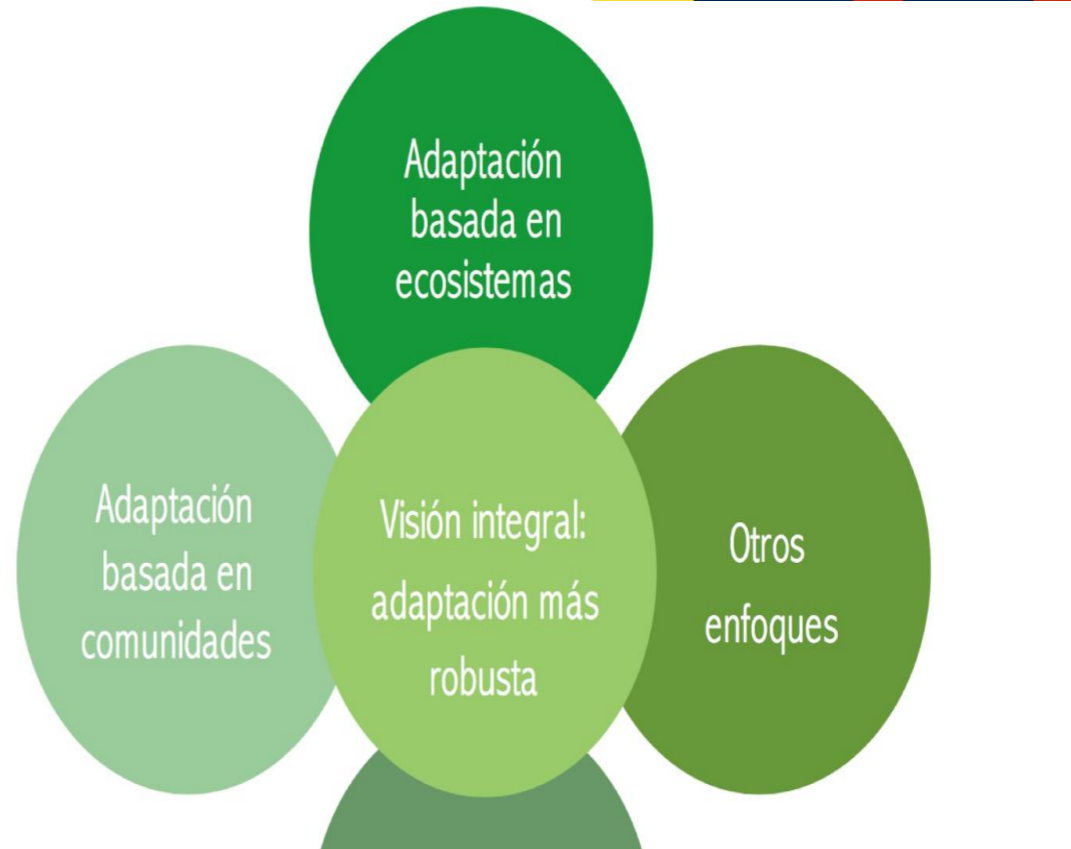 Adaptación
basada en
ecosistemas
Adaptación
basada en
comunidades
Visión integral:
adaptación más
robusta
Otros
enfoques